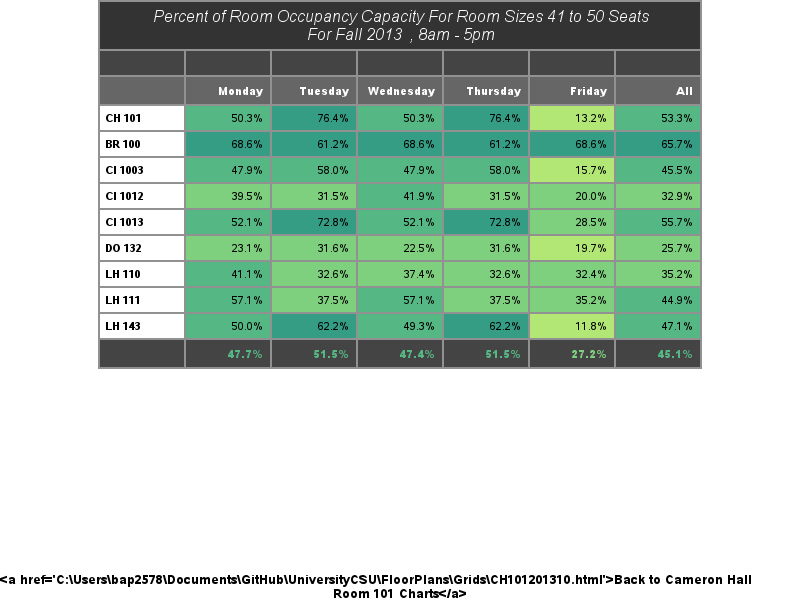 Percent of Room Occupancy Capacity For Room Sizes 41 to 50 Seats
For Fall 2013 , 8am - 5pm
Monday Tuesday Wednesday Thursday Friday All
CH 101 50.3% 76.4% 50.3% 76.4% 13.2% 53.3%
BR 100 68.6% 61.2% 68.6% 61.2% 68.6% 65.7%
CI 1003 47.9% 58.0% 47.9% 58.0% 15.7% 45.5%
CI 1012 39.5% 31.5% 41.9% 31.5% 20.0% 32.9%
CI 1013 52.1% 72.8% 52.1% 72.8% 28.5% 55.7%
DO 132 23.1% 31.6% 22.5% 31.6% 19.7% 25.7%
LH 110 41.1% 32.6% 37.4% 32.6% 32.4% 35.2%
LH 111 57.1% 37.5% 57.1% 37.5% 35.2% 44.9%
LH 143 50.0% 62.2% 49.3% 62.2% 11.8% 47.1%
47.7% 51.5% 47.4% 51.5% 27.2% 45.1%
<a href='C:\Users\bap2578\Documents\GitHub\UniversityCSU\FloorPlans\Grids\CH101201310.html'>Back to Cameron Hall
Room 101 Charts</a>